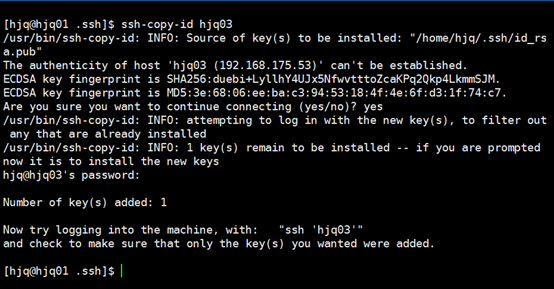 [hjq@hjq01 .ssh]$ ssh-copy-id hjq03
/usr/bin/ssh-copy-id: INFO: Source of key(s) to be installed: "/home/hjq/.ssh/id_rs
a.pub"
The authenticity of host 'hjq03 (192.168.175.53)' can't be established.
ECDSA key fingerprint is SHA256:duebi+LyllhY4UJx5NfwvtttoZcaKPq2Qkp4LkmmSJM.
ECDSA key fingerprint is MD5:3e:68:06:ee:ba:c3:94:53:18:4f:4e:6f:d3:1f:74:c7.
Are you sure you want to continue connecting (yes/no)? yes
/usr/bin/ssh-copy-id: INFO: attempting to log in with the new key(s), to filter out
 any that are already installed
/usr/bin/ssh-copy-id: INFO: 1 key(s) remain to be installed -- if you are prompted
now it is to install the new keys
hjq@hjq03's password:
Number of key(s) added: 1
Now try logging into the machine, with:   "ssh 'hjq03'"
and check to make sure that only the key(s) you wanted were added.
[hjq@hjq01 .ssh]$